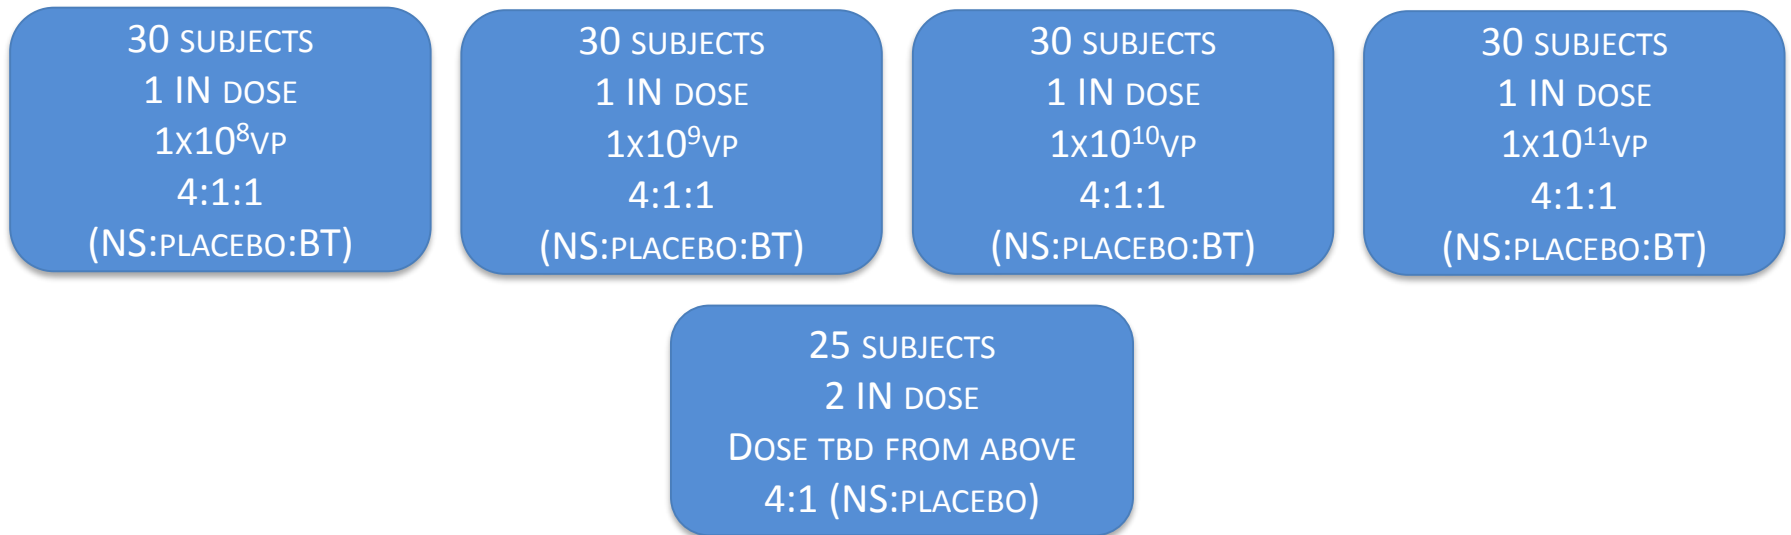 30 SUBJECTS
1 IN DOSE
1X10⁸VP
4:1:1
(NS:PLACEBO:BT)
30 SUBJECTS
1 IN DOSE
1X10⁹VP
4:1:1
(NS:PLACEBO:BT)
30 SUBJECTS
1 IN DOSE
1X10¹⁰VP
4:1:1
(NS:PLACEBO:BT)
30 SUBJECTS
1 IN DOSE
1X10¹¹VP
4:1:1
(NS:PLACEBO:BT)
25 SUBJECTS
2 IN DOSE
DOSE TBD FROM ABOVE
4:1 (NS:PLACEBO)